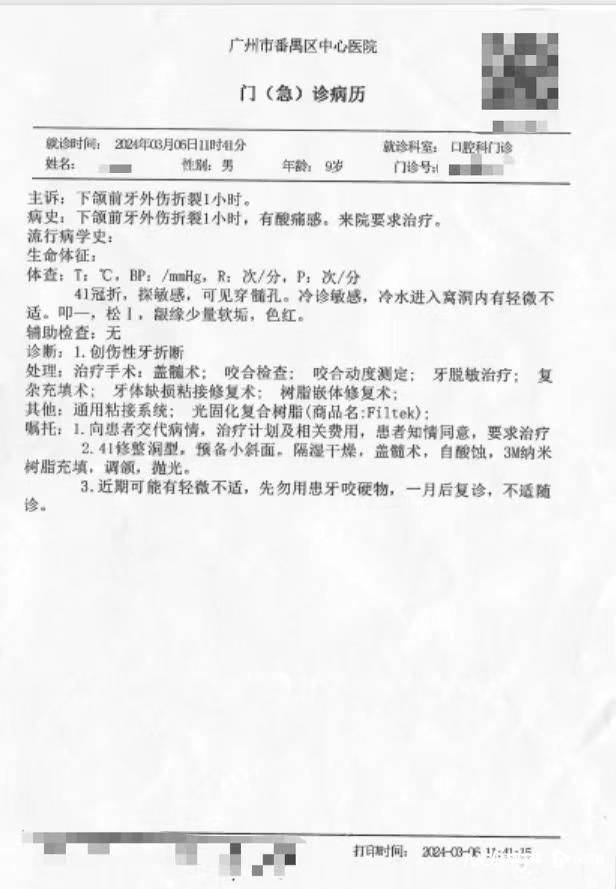 广州市番禺区中心医院
门（急）诊病历
就诊时间： 2024年03月06日11时41分 就诊科室： 口腔科门诊
姓名： 性别：男 年龄： 9岁 门诊号：
主诉：下颌前牙外伤折裂1小时。
病史：下颌前牙外伤折裂1小时，有酸痛感。来院要求治疗。
流行病学史：
生命体征：
体查：T：℃，BP：/mmHg，R：次/分，P：次/分
41冠折，探敏感，可见穿髓孔。冷诊敏感，冷水进入窝洞内有轻微不
适。叩—，松Ⅰ，龈缘少量软垢，色红。
辅助检查：无
诊断：1.创伤性牙折断
处理：治疗手术：盖髓术； 咬合检查； 咬合动度测定； 牙脱敏治疗； 复
杂充填术； 牙体缺损粘接修复术； 树脂嵌体修复术；
其他：通用粘接系统； 光固化复合树脂(商品名:Filtek)；
嘱托：1.向患者交代病情，治疗计划及相关费用，患者知情同意，要求治疗
2.41修整洞型，预备小斜面。隔湿干燥，盖髓术，自酸蚀，3M纳米
树脂充填，调𬌗，抛光。
3.近期可能有轻微不适，先勿用患牙咬硬物，一月后复诊，不适随
诊。
打印时间： 2024-03-06 17:41:15